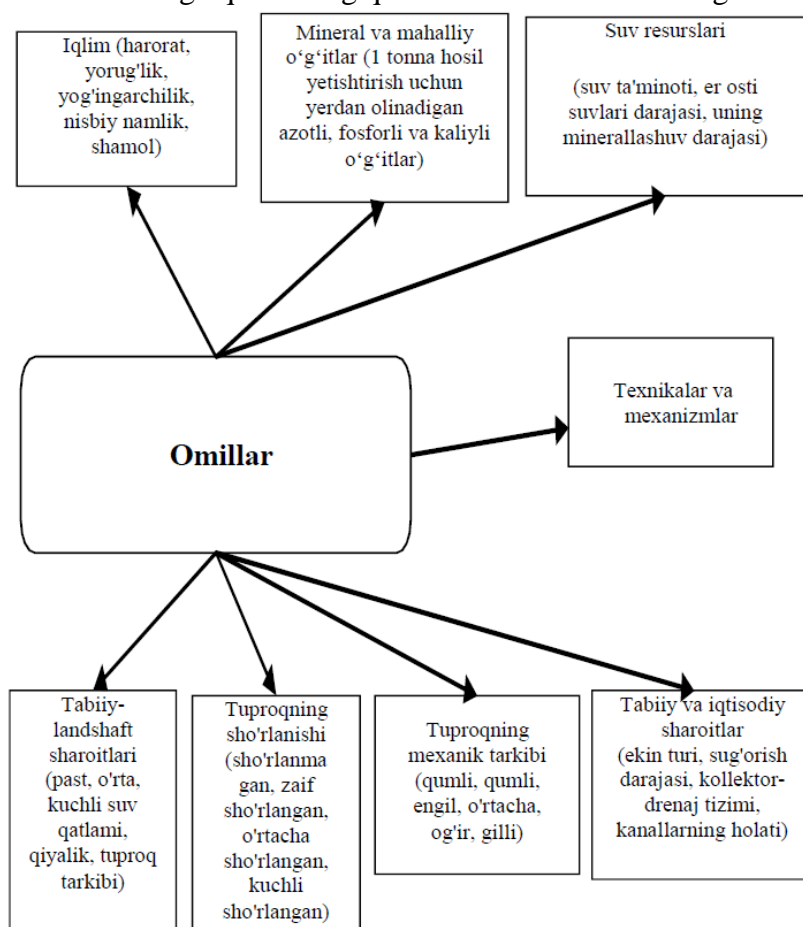 Iqlim (harorat,
yorug'lik,
yog'ingarchilik,
nisbiy namlik,
shamol)
Mineral va mahalliy
o‘g‘itlar (1 tonna hosil
yetishtirish uchun
yerdan olinadigan
azotli, fosforli va kaliyli
o‘g‘itlar)
Suv resurslari
(suv ta'minoti, er osti
suvlari darajasi, uning
minerallashuv darajasi)
Omillar
Texnikalar va
mexanizmlar
Tabiiy-
landshaft
sharoitlari
(past, o'rta,
kuchli suv
qatlami,
qiyalik, tuproq
tarkibi)
Tuproqning
sho'rlanishi
(sho'rlanma
gan, zaif
sho'rlangan,
o'rtacha
sho'rlangan,
kuchli
sho'rlangan)
Tuproqning
mexanik tarkibi
(qumli, qumli,
engil, o'rtacha,
og'ir, gilli)
Tabiiy va iqtisodiy
sharoitlar
(ekin turi, sug'orish
darajasi, kollektor-
drenaj tizimi,
kanallarning holati)